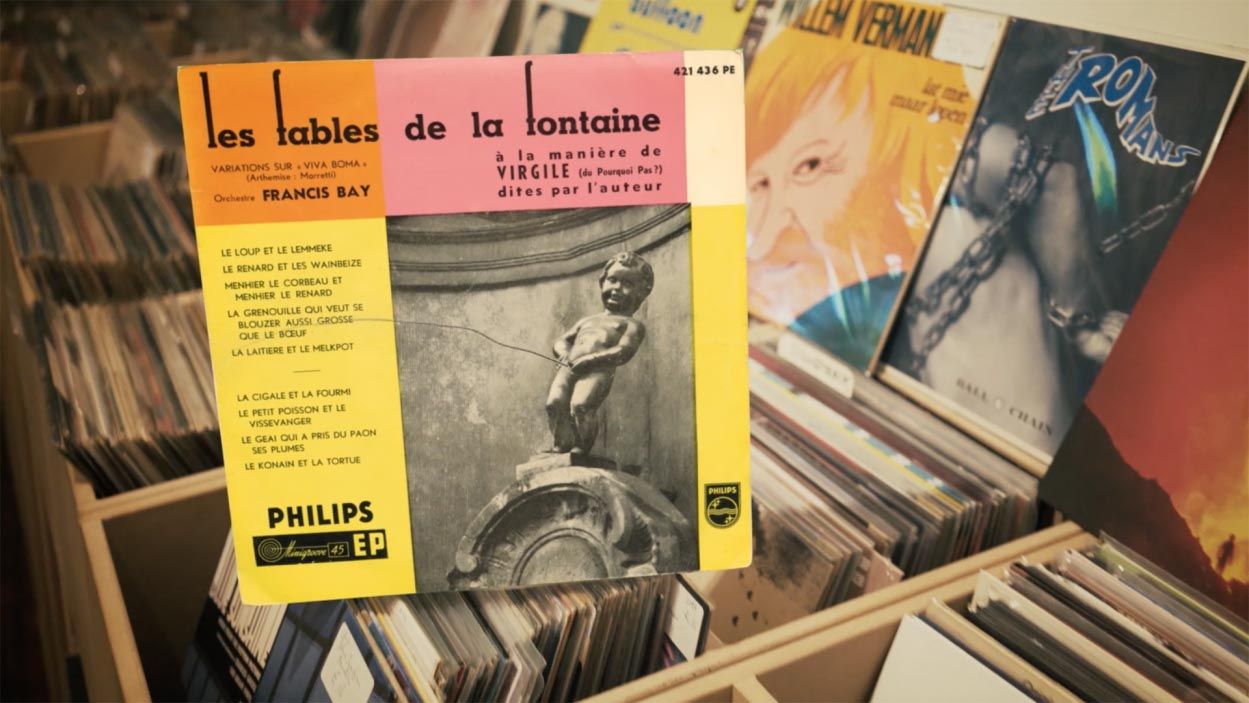 les fables de la fontaine
421 436 PE
VARIATIONS SUR « VIVA BOMA »
(Arthemise : Marretti)
Orchestre FRANCIS BAY
à la manière de
VIRGILE (du Pourquoi Pas?)
dites par l'auteur
LE LOUP ET LE LEMMEKE
LE RENARD ET LES WAINBEIZE
MENHIER LE CORBEAU ET
MENHIER LE RENARD
LA GRENOUILLE QUI VEUT SE
BLOUZER AUSSI GROSSE
QUE LE BŒUF
LA LAITIERE ET LE MELKPOT
LA CIGALE ET LA FOURMI
LE PETIT POISSON ET LE
VISSEVANGER
LE GEAI QUI A PRIS DU PAON
SES PLUMES
LE KONAIN ET LA TORTUE
PHILIPS
Minigroove 45 EP
PHILIPS
WILLEM VERMAN
ROMANS
BALL & CHAIN